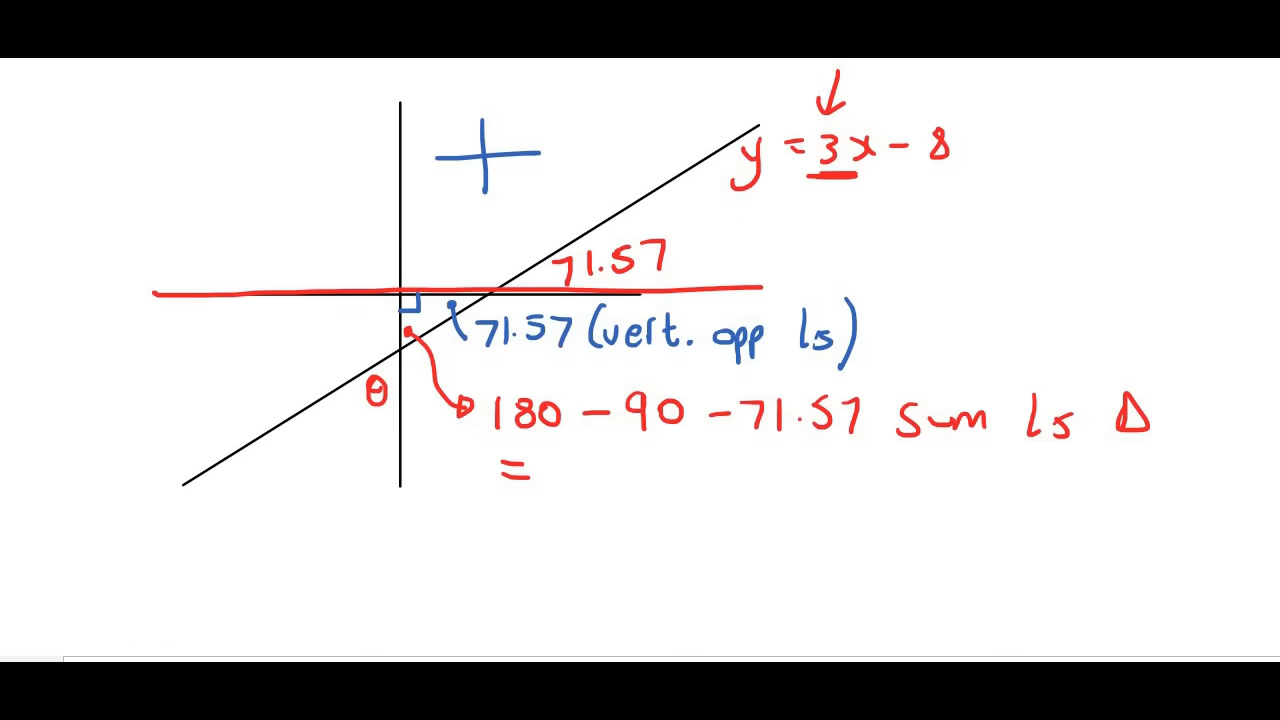 y = 3x - 8
71.57
71.57 (vert. opp ∠s)
θ
180 - 90 - 71.57 sum ∠s Δ
=